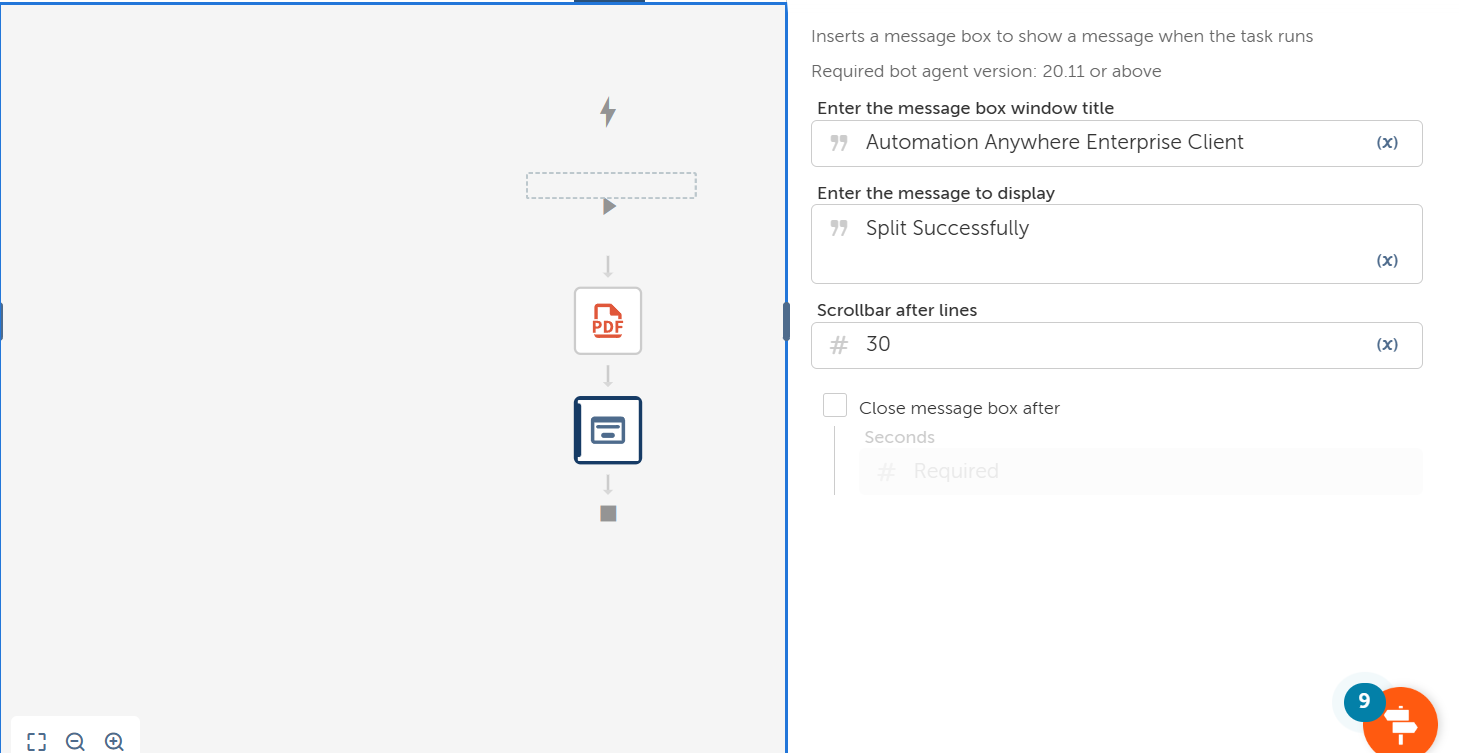 Inserts a message box to show a message when the task runs
Required bot agent version: 20.11 or above
Enter the message box window title
Automation Anywhere Enterprise Client (x)
Enter the message to display
Split Successfully
(x)
Scrollbar after lines
# 30 (x)
Close message box after
Seconds
# Required
PDF
9